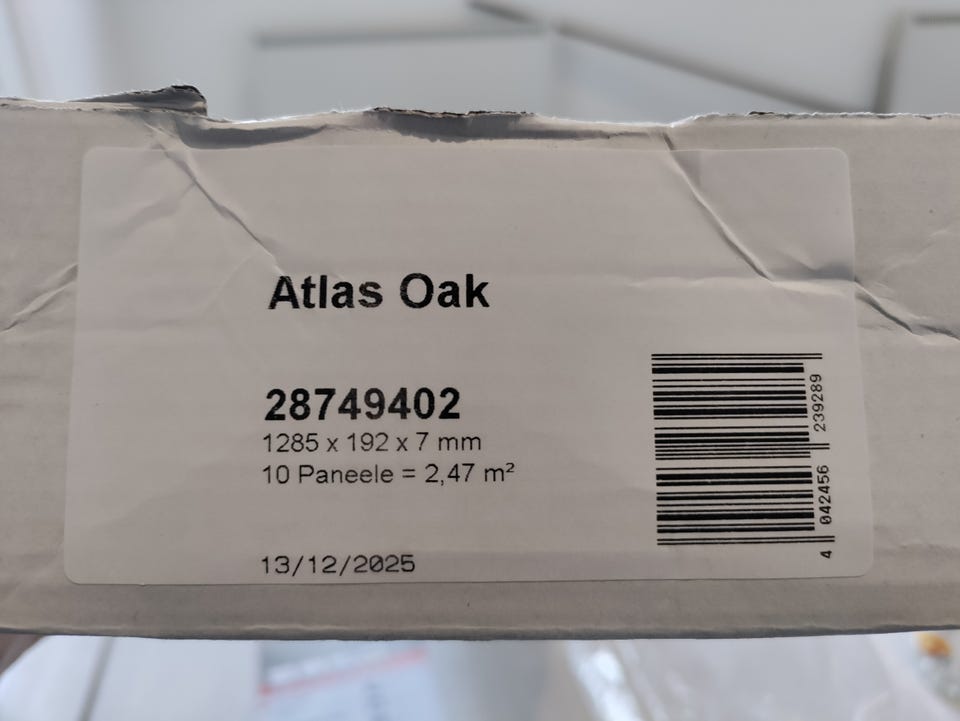 Atlas Oak
28749402
1285 x 192 x 7 mm
10 Paneele = 2,47 m²
13/12/2025
4 042456 239289